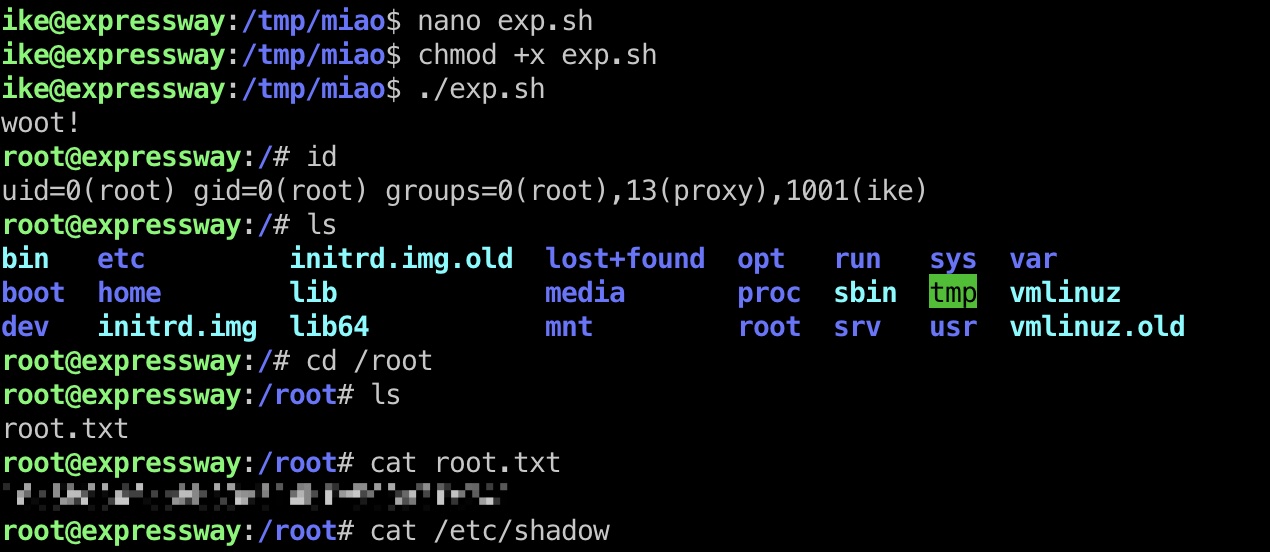 ike@expressway:/tmp/miao$ nano exp.sh
ike@expressway:/tmp/miao$ chmod +x exp.sh
ike@expressway:/tmp/miao$ ./exp.sh
woot!
root@expressway:/# id
uid=0(root) gid=0(root) groups=0(root),13(proxy),1001(ike)
root@expressway:/# ls
bin   etc         initrd.img.old  lost+found  opt   run   sys  var
boot  home        lib             media       proc  sbin  tmp  vmlinuz
dev   initrd.img  lib64           mnt         root  srv   usr  vmlinuz.old
root@expressway:/# cd /root
root@expressway:/root# ls
root.txt
root@expressway:/root# cat root.txt
root@expressway:/root# cat /etc/shadow